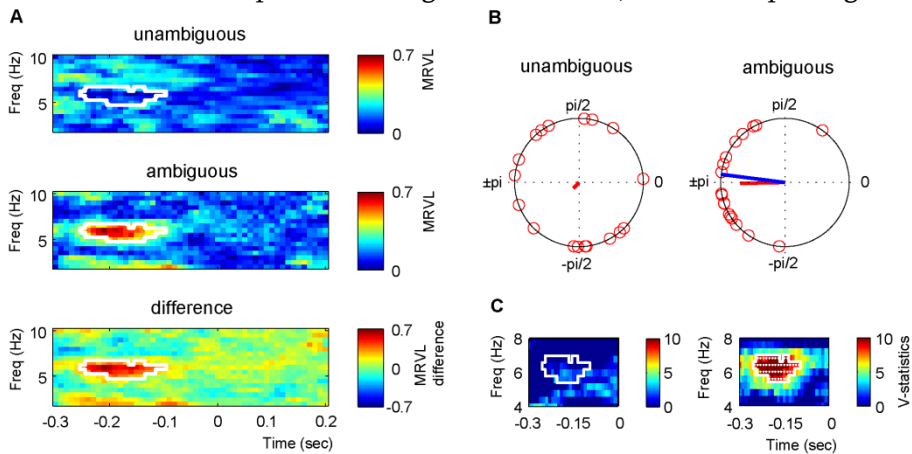 A
unambiguous
Freq (Hz)
10
5
0.7
0
MRVL
ambiguous
Freq (Hz)
10
5
0.7
0
MRVL
difference
Freq (Hz)
10
5
0.7
-0.7
MRVL
difference
-0.3 -0.2 -0.1 0 0.1 0.2
Time (sec)
B
unambiguous
pi/2
±pi
0
-pi/2
ambiguous
pi/2
±pi
0
-pi/2
C
Freq (Hz)
8
6
4
-0.3 -0.15 0
10
5
0
Freq (Hz)
8
6
4
-0.3 -0.15 0
Time (sec)
10
5
0
V-statistics